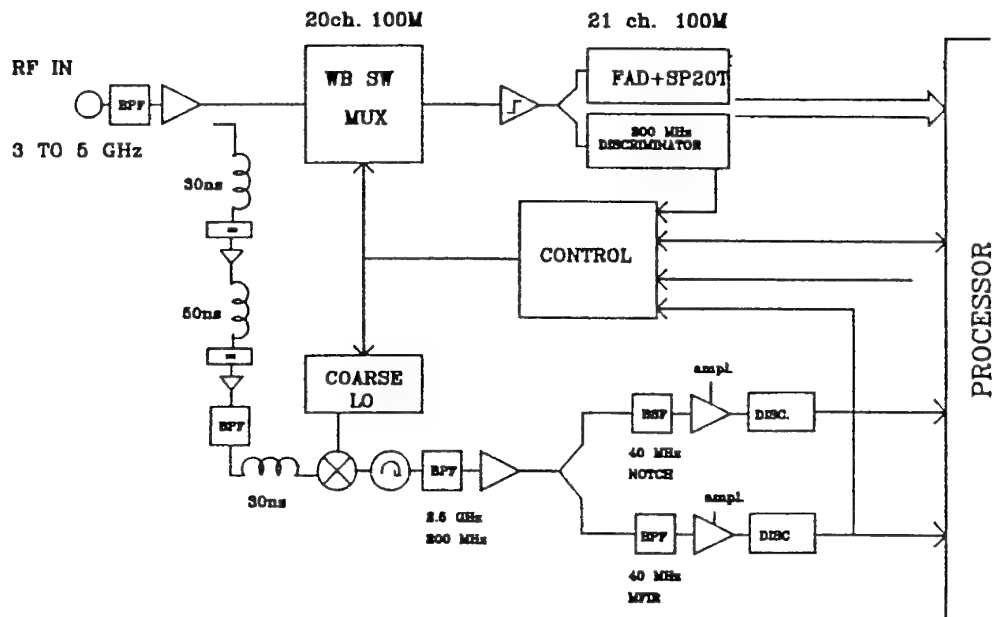 20ch. 100M
21 ch. 100M
RF IN
BPF
3 TO 5 GHz
WB SW
MUX
FAD+SP20T
200 MHz
DISCRIMINATOR
30ns
CONTROL
50ns
COARSE
LO
PROCESSOR
BPF
30ns
BPF
2.5 GHz
200 MHz
ampl.
BSF
DISC.
40 MHz
NOTCH
ampl.
BPF
DISC
40 MHz
MFIR